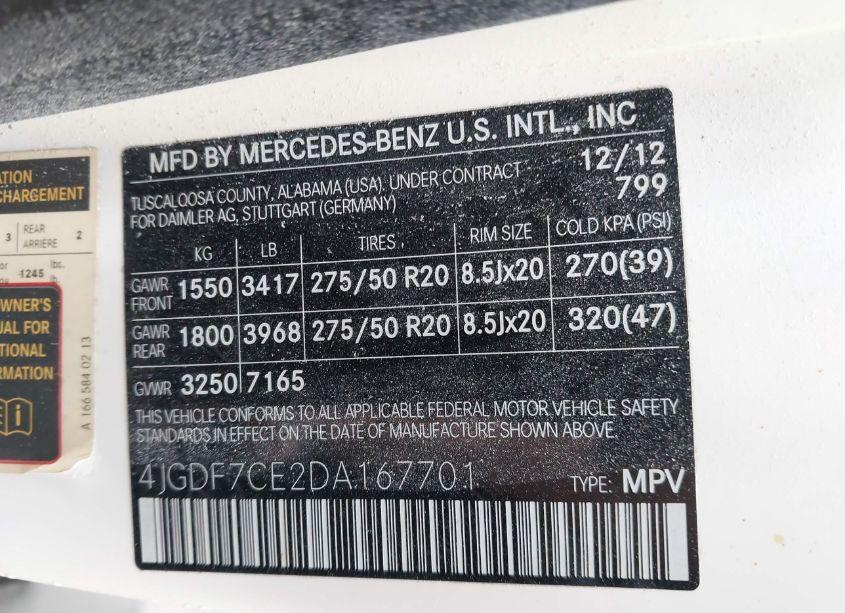 ATION
CHARGEMENT
3 REAR ARRIÈRE 2
or 1245 lbs.
OWNER'S
UAL FOR
TIONAL
ORMATION
A 166 584 02 13
MFD BY MERCEDES-BENZ U.S. INTL., INC
TUSCALOOSA COUNTY, ALABAMA (USA), UNDER CONTRACT
FOR DAIMLER AG, STUTTGART (GERMANY)
12/12
799
KG LB TIRES RIM SIZE COLD KPA (PSI)
GAWR FRONT 1550 3417 275/50 R20 8.5Jx20 270(39)
GAWR REAR 1800 3968 275/50 R20 8.5Jx20 320(47)
GVWR 3250 7165
THIS VEHICLE CONFORMS TO ALL APPLICABLE FEDERAL MOTOR VEHICLE SAFETY
STANDARDS IN EFFECT ON THE DATE OF MANUFACTURE SHOWN ABOVE.
4JGDF7CE2DA167701 TYPE: MPV